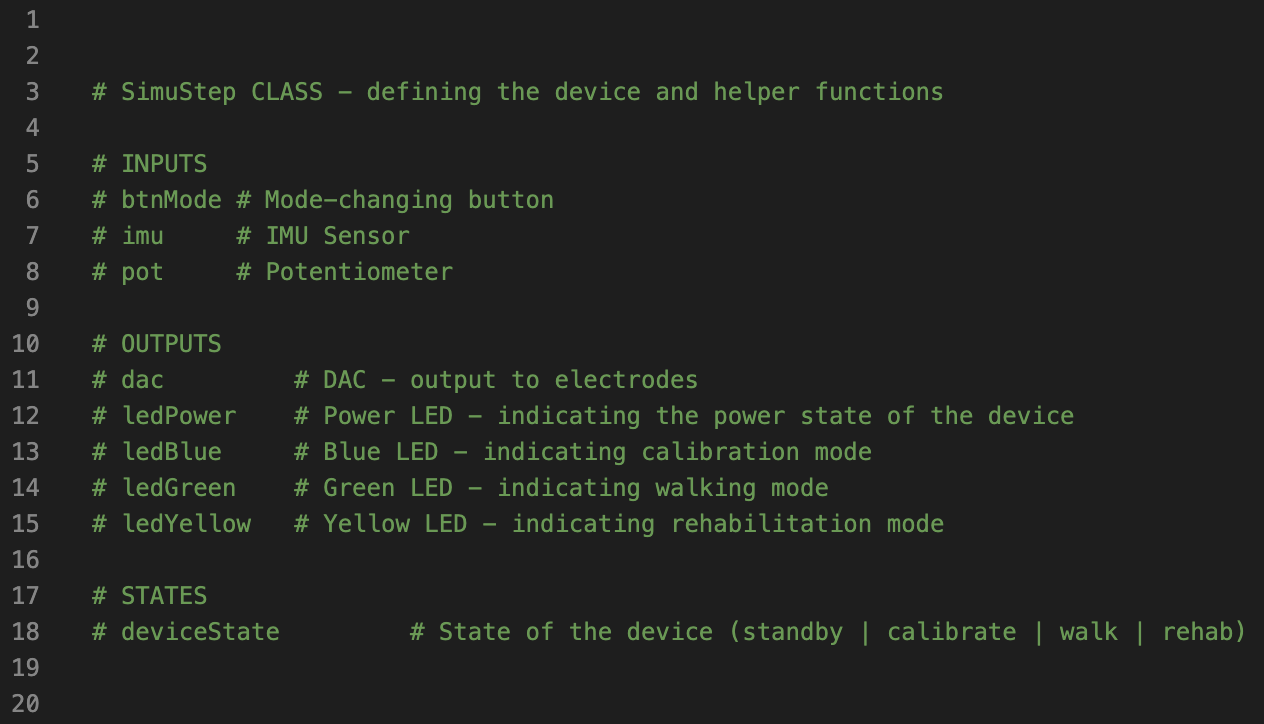 1
2
3 # SimuStep CLASS – defining the device and helper functions
4
5 # INPUTS
6 # btnMode # Mode–changing button
7 # imu     # IMU Sensor
8 # pot     # Potentiometer
9
10 # OUTPUTS
11 # dac         # DAC – output to electrodes
12 # ledPower    # Power LED – indicating the power state of the device
13 # ledBlue     # Blue LED – indicating calibration mode
14 # ledGreen    # Green LED – indicating walking mode
15 # ledYellow   # Yellow LED – indicating rehabilitation mode
16
17 # STATES
18 # deviceState         # State of the device (standby | calibrate | walk | rehab)
19
20